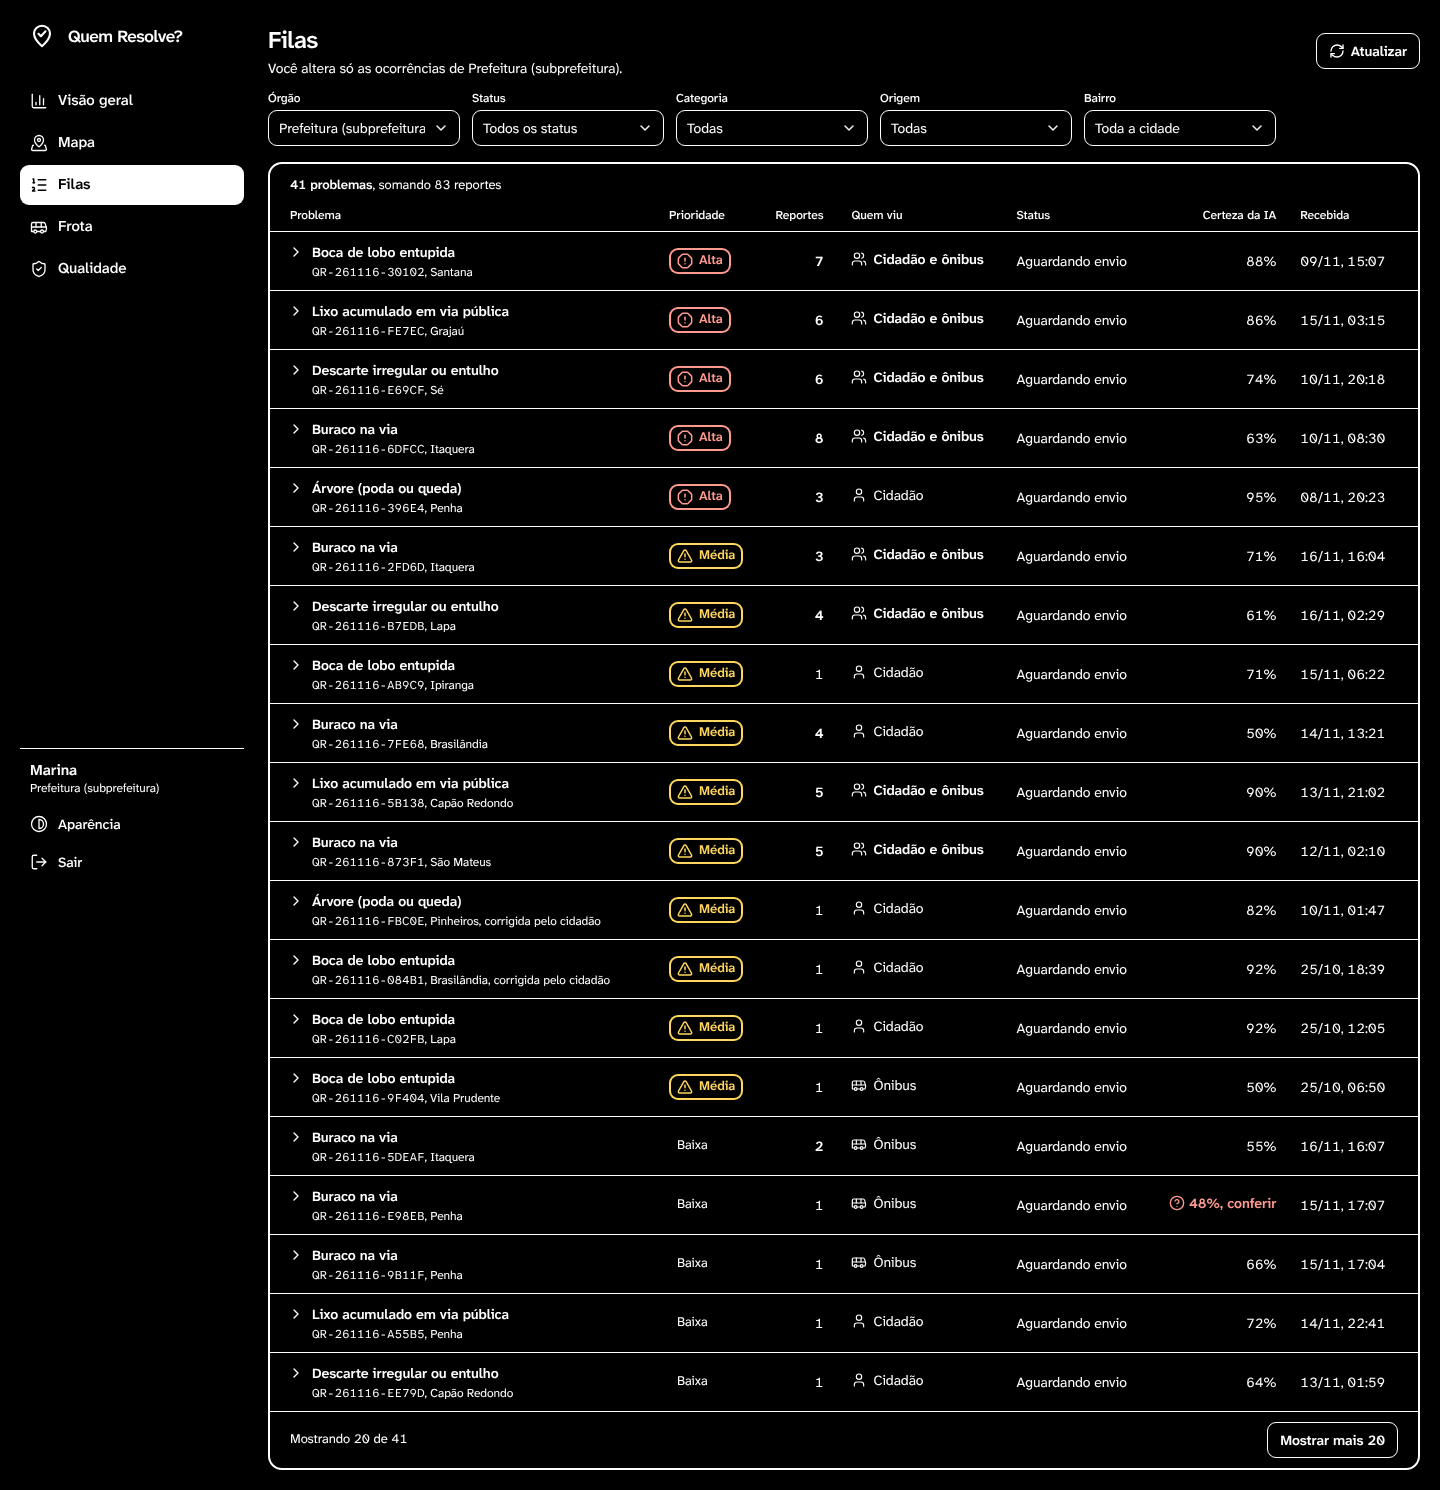 Quem Resolve?
Visão geral
Mapa
Filas
Frota
Qualidade
Marina
Prefeitura (subprefeitura)
Aparência
Sair
Filas
Você altera só as ocorrências de Prefeitura (subprefeitura).
Atualizar
Órgão Status Categoria Origem Bairro
Prefeitura (subprefeitura Todos os status Todas Todas Toda a cidade
41 problemas, somando 83 reportes
Problema Prioridade Reportes Quem viu Status Certeza da IA Recebida
Boca de lobo entupida
QR-261116-30102, Santana Alta 7 Cidadão e ônibus Aguardando envio 88% 09/11, 15:07
Lixo acumulado em via pública
QR-261116-FE7EC, Grajaú Alta 6 Cidadão e ônibus Aguardando envio 86% 15/11, 03:15
Descarte irregular ou entulho
QR-261116-E69CF, Sé Alta 6 Cidadão e ônibus Aguardando envio 74% 10/11, 20:18
Buraco na via
QR-261116-6DFCC, Itaquera Alta 8 Cidadão e ônibus Aguardando envio 63% 10/11, 08:30
Árvore (poda ou queda)
QR-261116-396E4, Penha Alta 3 Cidadão Aguardando envio 95% 08/11, 20:23
Buraco na via
QR-261116-2FD6D, Itaquera Média 3 Cidadão e ônibus Aguardando envio 71% 16/11, 16:04
Descarte irregular ou entulho
QR-261116-B7EDB, Lapa Média 4 Cidadão e ônibus Aguardando envio 61% 16/11, 02:29
Boca de lobo entupida
QR-261116-AB9C9, Ipiranga Média 1 Cidadão Aguardando envio 71% 15/11, 06:22
Buraco na via
QR-261116-7FE68, Brasilândia Média 4 Cidadão Aguardando envio 50% 14/11, 13:21
Lixo acumulado em via pública
QR-261116-5B138, Capão Redondo Média 5 Cidadão e ônibus Aguardando envio 90% 13/11, 21:02
Buraco na via
QR-261116-873F1, São Mateus Média 5 Cidadão e ônibus Aguardando envio 90% 12/11, 02:10
Árvore (poda ou queda)
QR-261116-FBC0E, Pinheiros, corrigida pelo cidadão Média 1 Cidadão Aguardando envio 82% 10/11, 01:47
Boca de lobo entupida
QR-261116-084B1, Brasilândia, corrigida pelo cidadão Média 1 Cidadão Aguardando envio 92% 25/10, 18:39
Boca de lobo entupida
QR-261116-C02FB, Lapa Média 1 Cidadão Aguardando envio 92% 25/10, 12:05
Boca de lobo entupida
QR-261116-9F404, Vila Prudente Média 1 Ônibus Aguardando envio 50% 25/10, 06:50
Buraco na via
QR-261116-5DEAF, Itaquera Baixa 2 Ônibus Aguardando envio 55% 16/11, 16:07
Buraco na via
QR-261116-E98EB, Penha Baixa 1 Ônibus Aguardando envio 48%, conferir 15/11, 17:07
Buraco na via
QR-261116-9B11F, Penha Baixa 1 Ônibus Aguardando envio 66% 15/11, 17:04
Lixo acumulado em via pública
QR-261116-A55B5, Penha Baixa 1 Cidadão Aguardando envio 72% 14/11, 22:41
Descarte irregular ou entulho
QR-261116-EE79D, Capão Redondo Baixa 1 Cidadão Aguardando envio 64% 13/11, 01:59
Mostrando 20 de 41
Mostrar mais 20